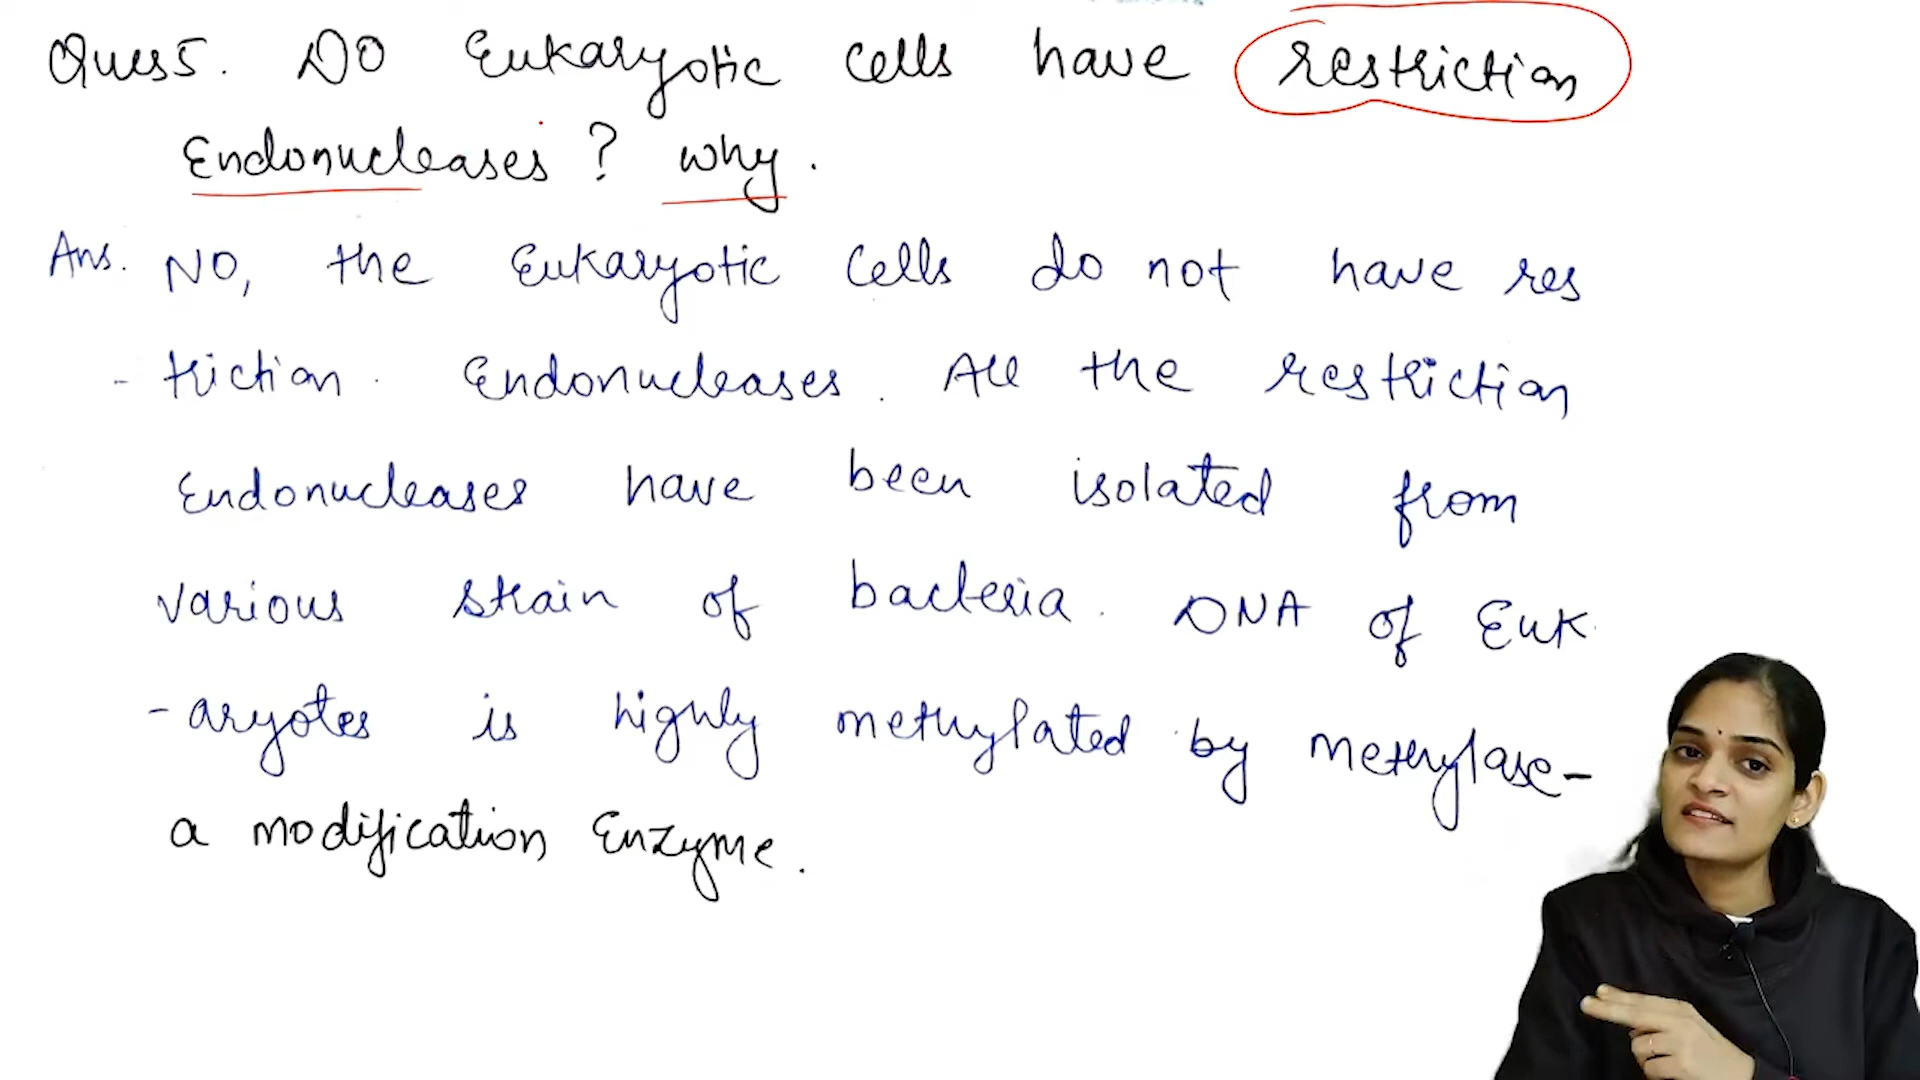 Ques 5. Do Eukaryotic cells have restriction
Endonucleases? why.
Ans. NO, the Eukaryotic cells do not have res
- triction Endonucleases. All the restriction
Endonucleases have been isolated from
various strain of bacteria. DNA of Euk
- aryotes is highly methylated by Methylase-
a modification Enzyme.